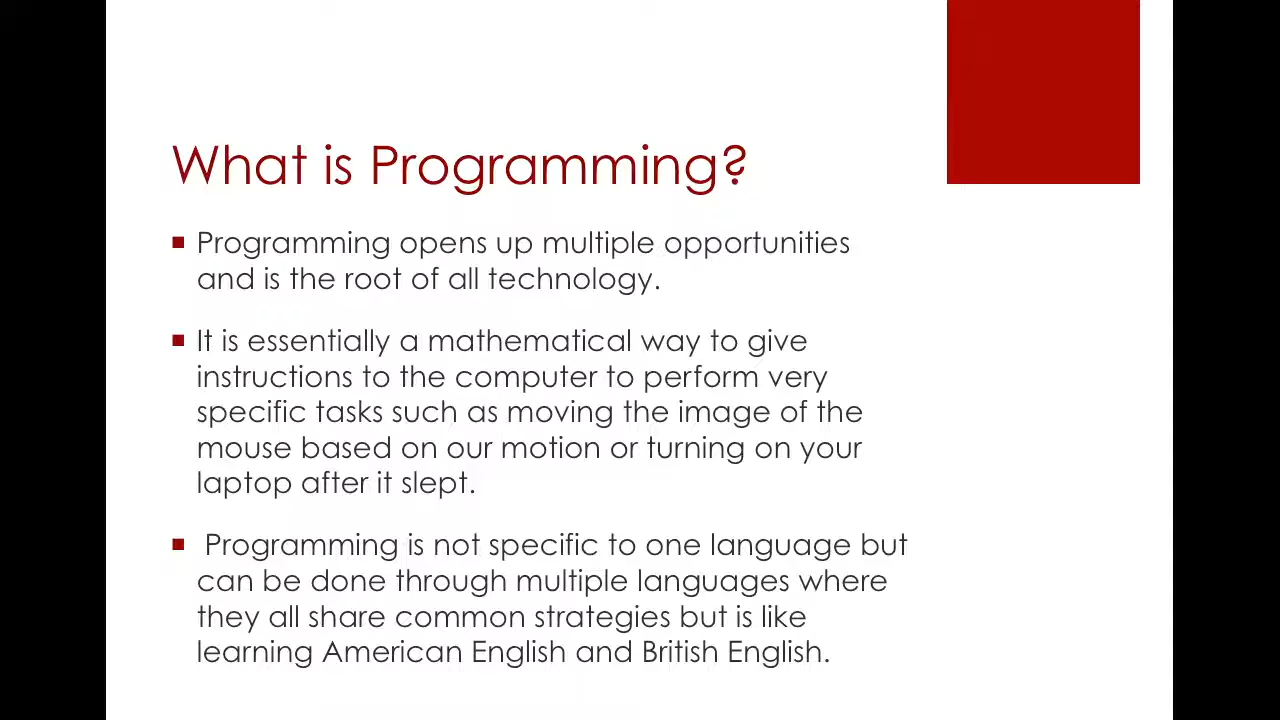 What is Programming?
Programming opens up multiple opportunities
and is the root of all technology.
It is essentially a mathematical way to give
instructions to the computer to perform very
specific tasks such as moving the image of the
mouse based on our motion or turning on your
laptop after it slept.
Programming is not specific to one language but
can be done through multiple languages where
they all share common strategies but is like
learning American English and British English.